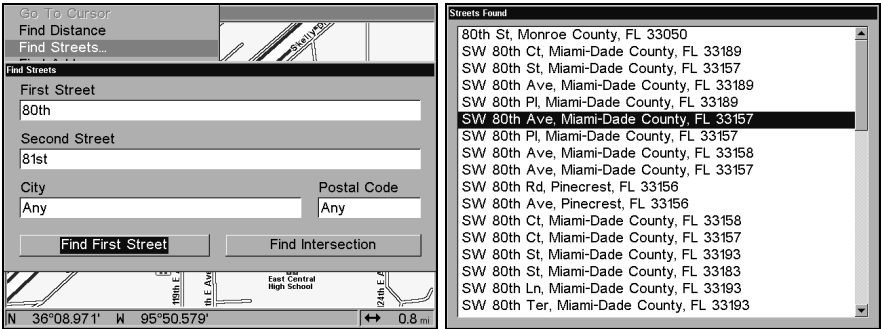 Go To Cursor
Find Distance
Find Streets...
Skelly
Find Streets
First Street
80th
Second Street
81st
City
Postal Code
Any
Any
Find First Street
Find Intersection
119th E A
th E Ave
East Central
High School
124th E
N 36°08.971' W 95°50.579'
0.8 mi
Streets Found
80th St, Monroe County, FL 33050
SW 80th Ct, Miami-Dade County, FL 33189
SW 80th St, Miami-Dade County, FL 33157
SW 80th Ave, Miami-Dade County, FL 33189
SW 80th Pl, Miami-Dade County, FL 33189
SW 80th Ave, Miami-Dade County, FL 33157
SW 80th Pl, Miami-Dade County, FL 33157
SW 80th Ave, Miami-Dade County, FL 33158
SW 80th Ave, Miami-Dade County, FL 33157
SW 80th Rd, Pinecrest, FL 33156
SW 80th Ave, Pinecrest, FL 33156
SW 80th Ct, Miami-Dade County, FL 33158
SW 80th Ct, Miami-Dade County, FL 33157
SW 80th St, Miami-Dade County, FL 33193
SW 80th St, Miami-Dade County, FL 33183
SW 80th Ln, Miami-Dade County, FL 33193
SW 80th Ter, Miami-Dade County, FL 33193